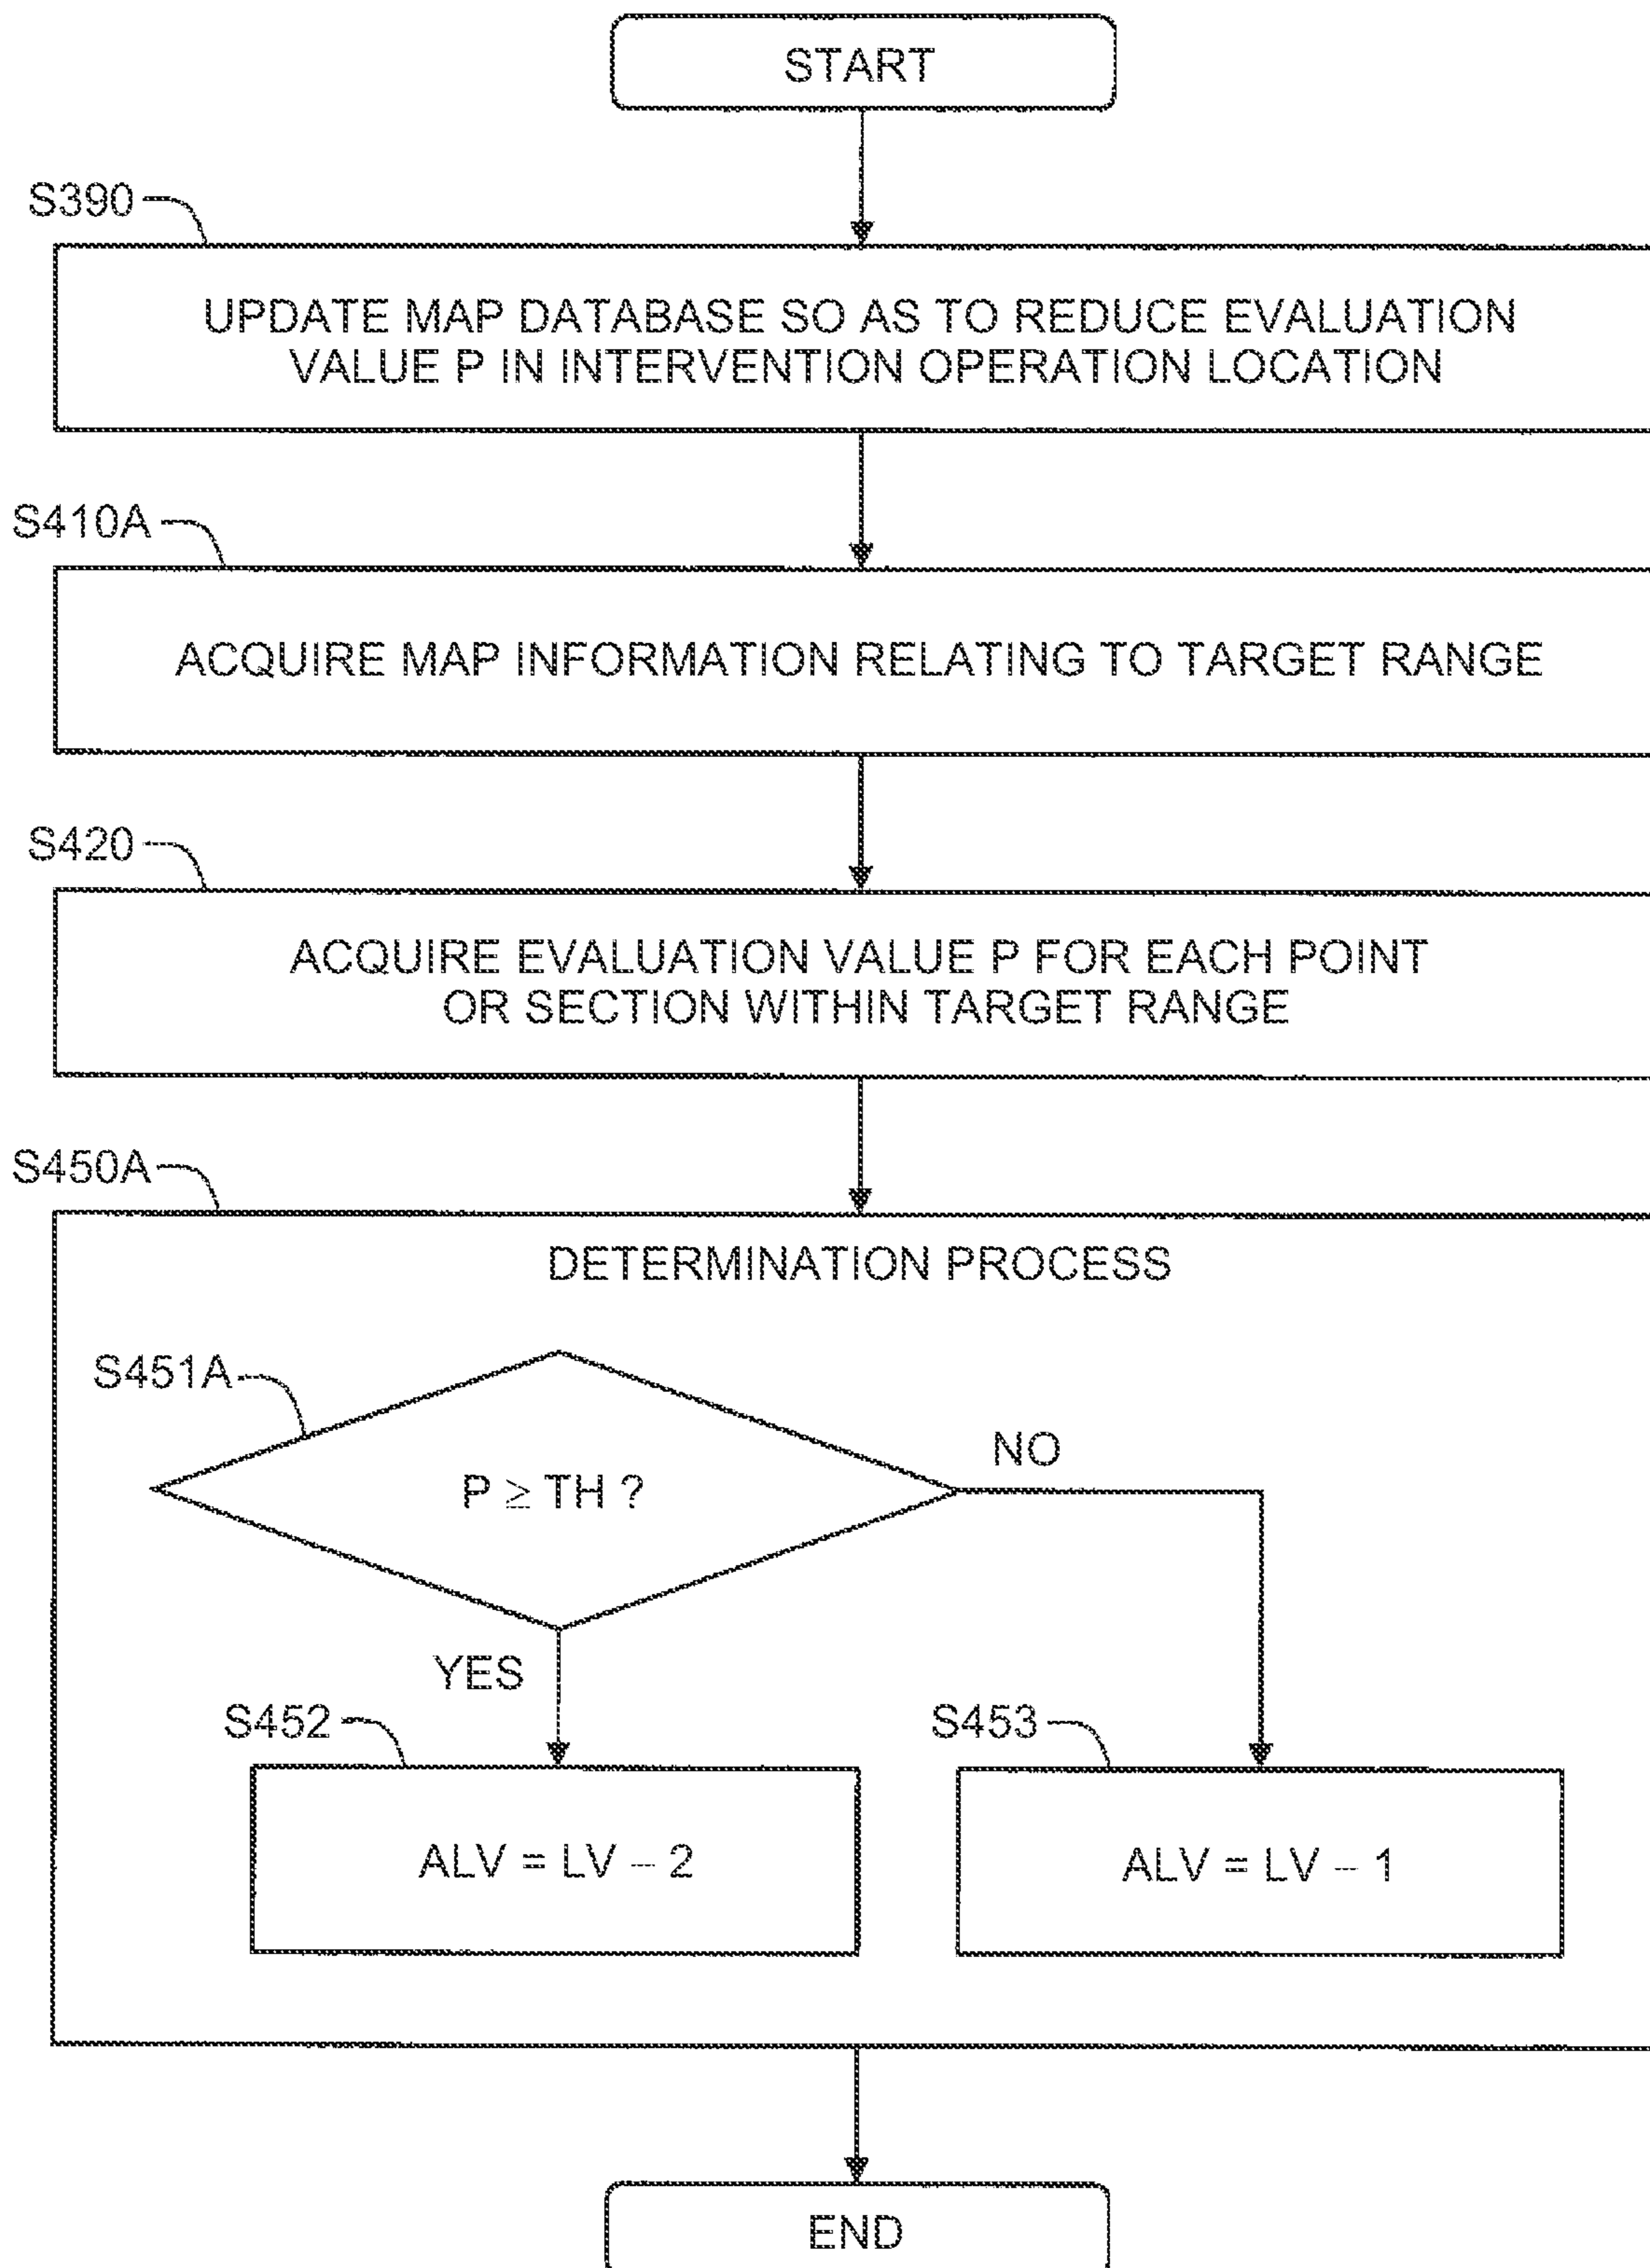 START
S390
UPDATE MAP DATABASE SO AS TO REDUCE EVALUATION
VALUE P IN INTERVENTION OPERATION LOCATION
S410A
ACQUIRE MAP INFORMATION RELATING TO TARGET RANGE
S420
ACQUIRE EVALUATION VALUE P FOR EACH POINT
OR SECTION WITHIN TARGET RANGE
S450A
DETERMINATION PROCESS
S451A
P ≥ TH ?
NO
YES
S452
ALV = LV – 2
S453
ALV = LV – 1
END